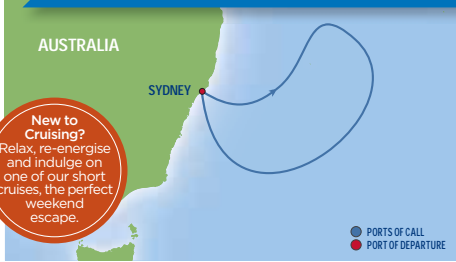 AUSTRALIA
SYDNEY
New to
Cruising?
Relax, re-energise
and indulge on
one of our short
cruises, the perfect
weekend
escape.
PORTS OF CALL
PORT OF DEPARTURE